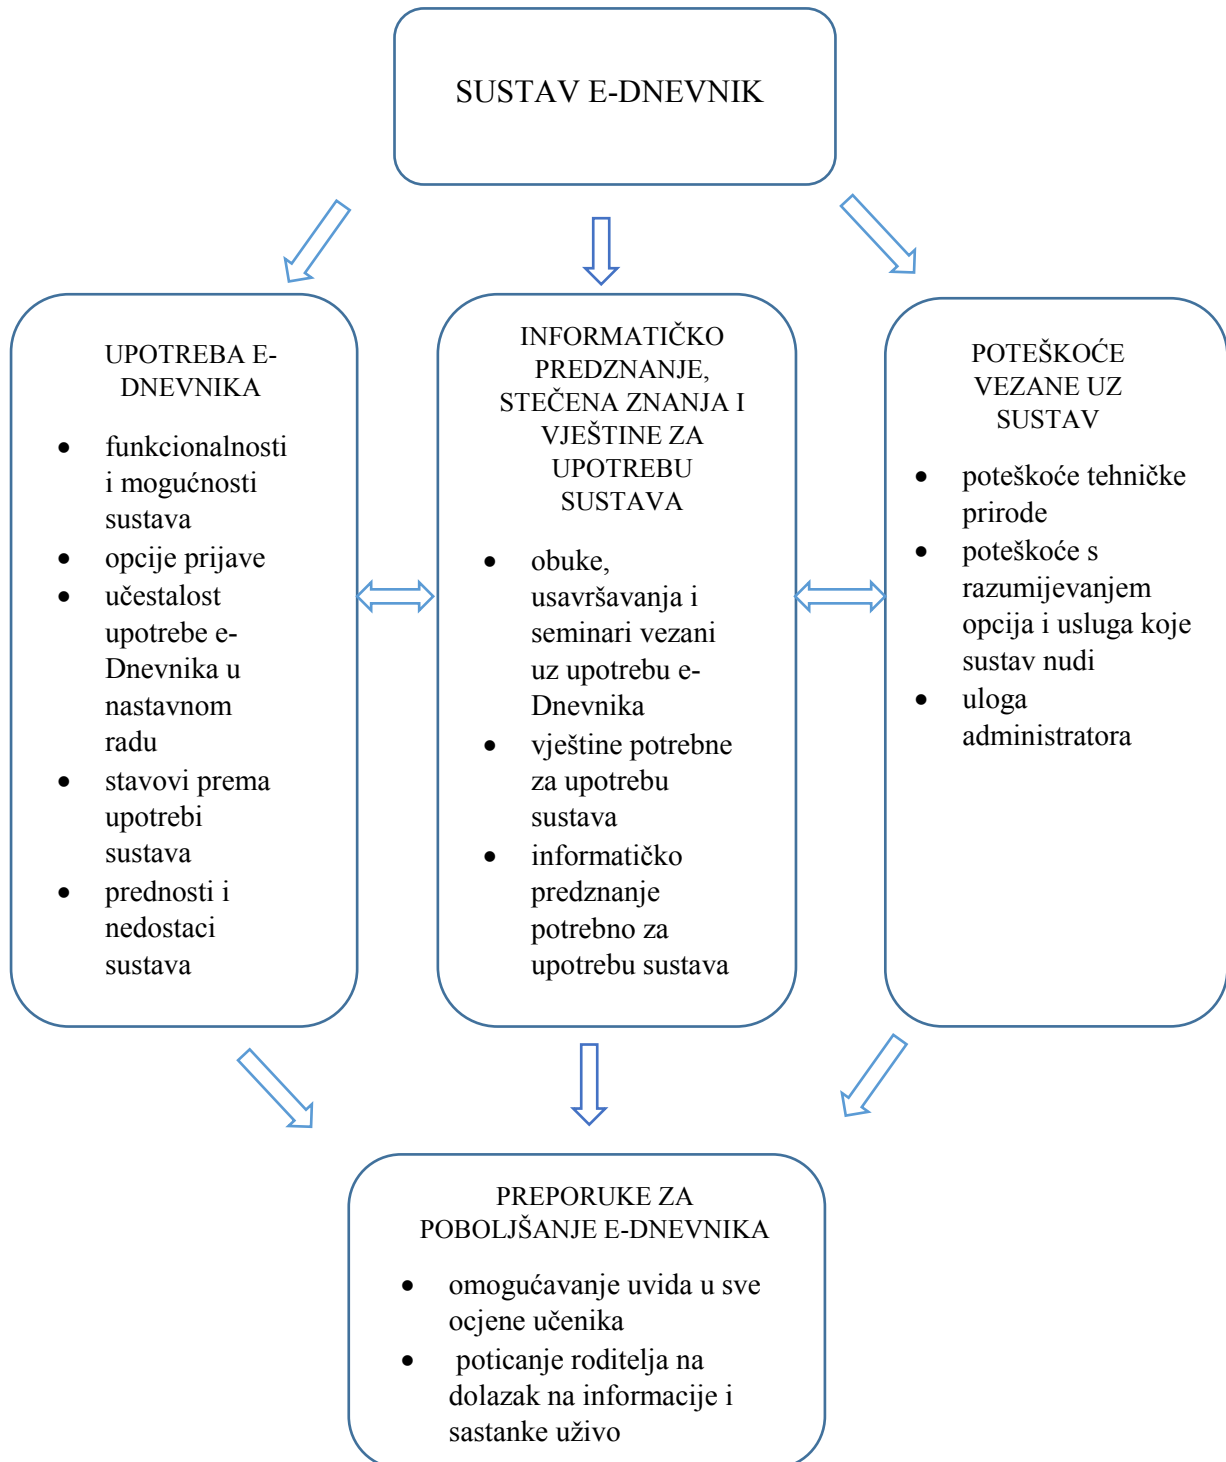 SUSTAV E-DNEVNIK
UPOTREBA E-
DNEVNIKA
• funkcionalnosti
i mogućnosti
sustava
• opcije prijave
• učestalost
upotrebe e-
Dnevnika u
nastavnom
radu
• stavovi prema
upotrebi
sustava
• prednosti i
nedostaci
sustava
INFORMATIČKO
PREDZNANJE,
STEČENA ZNANJA I
VJEŠTINE ZA
UPOTREBU
SUSTAVA
• obuke,
usavršavanja i
seminari vezani
uz upotrebu e-
Dnevnika
• vještine potrebne
za upotrebu
sustava
• informatičko
predznanje
potrebno za
upotrebu sustava
POTEŠKOĆE
VEZANE UZ
SUSTAV
• poteškoće tehničke
prirode
• poteškoće s
razumijevanjem
opcija i usluga koje
sustav nudi
• uloga
administratora
PREPORUKE ZA
POBOLJŠANJE E-DNEVNIKA
• omogućavanje uvida u sve
ocjene učenika
• poticanje roditelja na
dolazak na informacije i
sastanke uživo